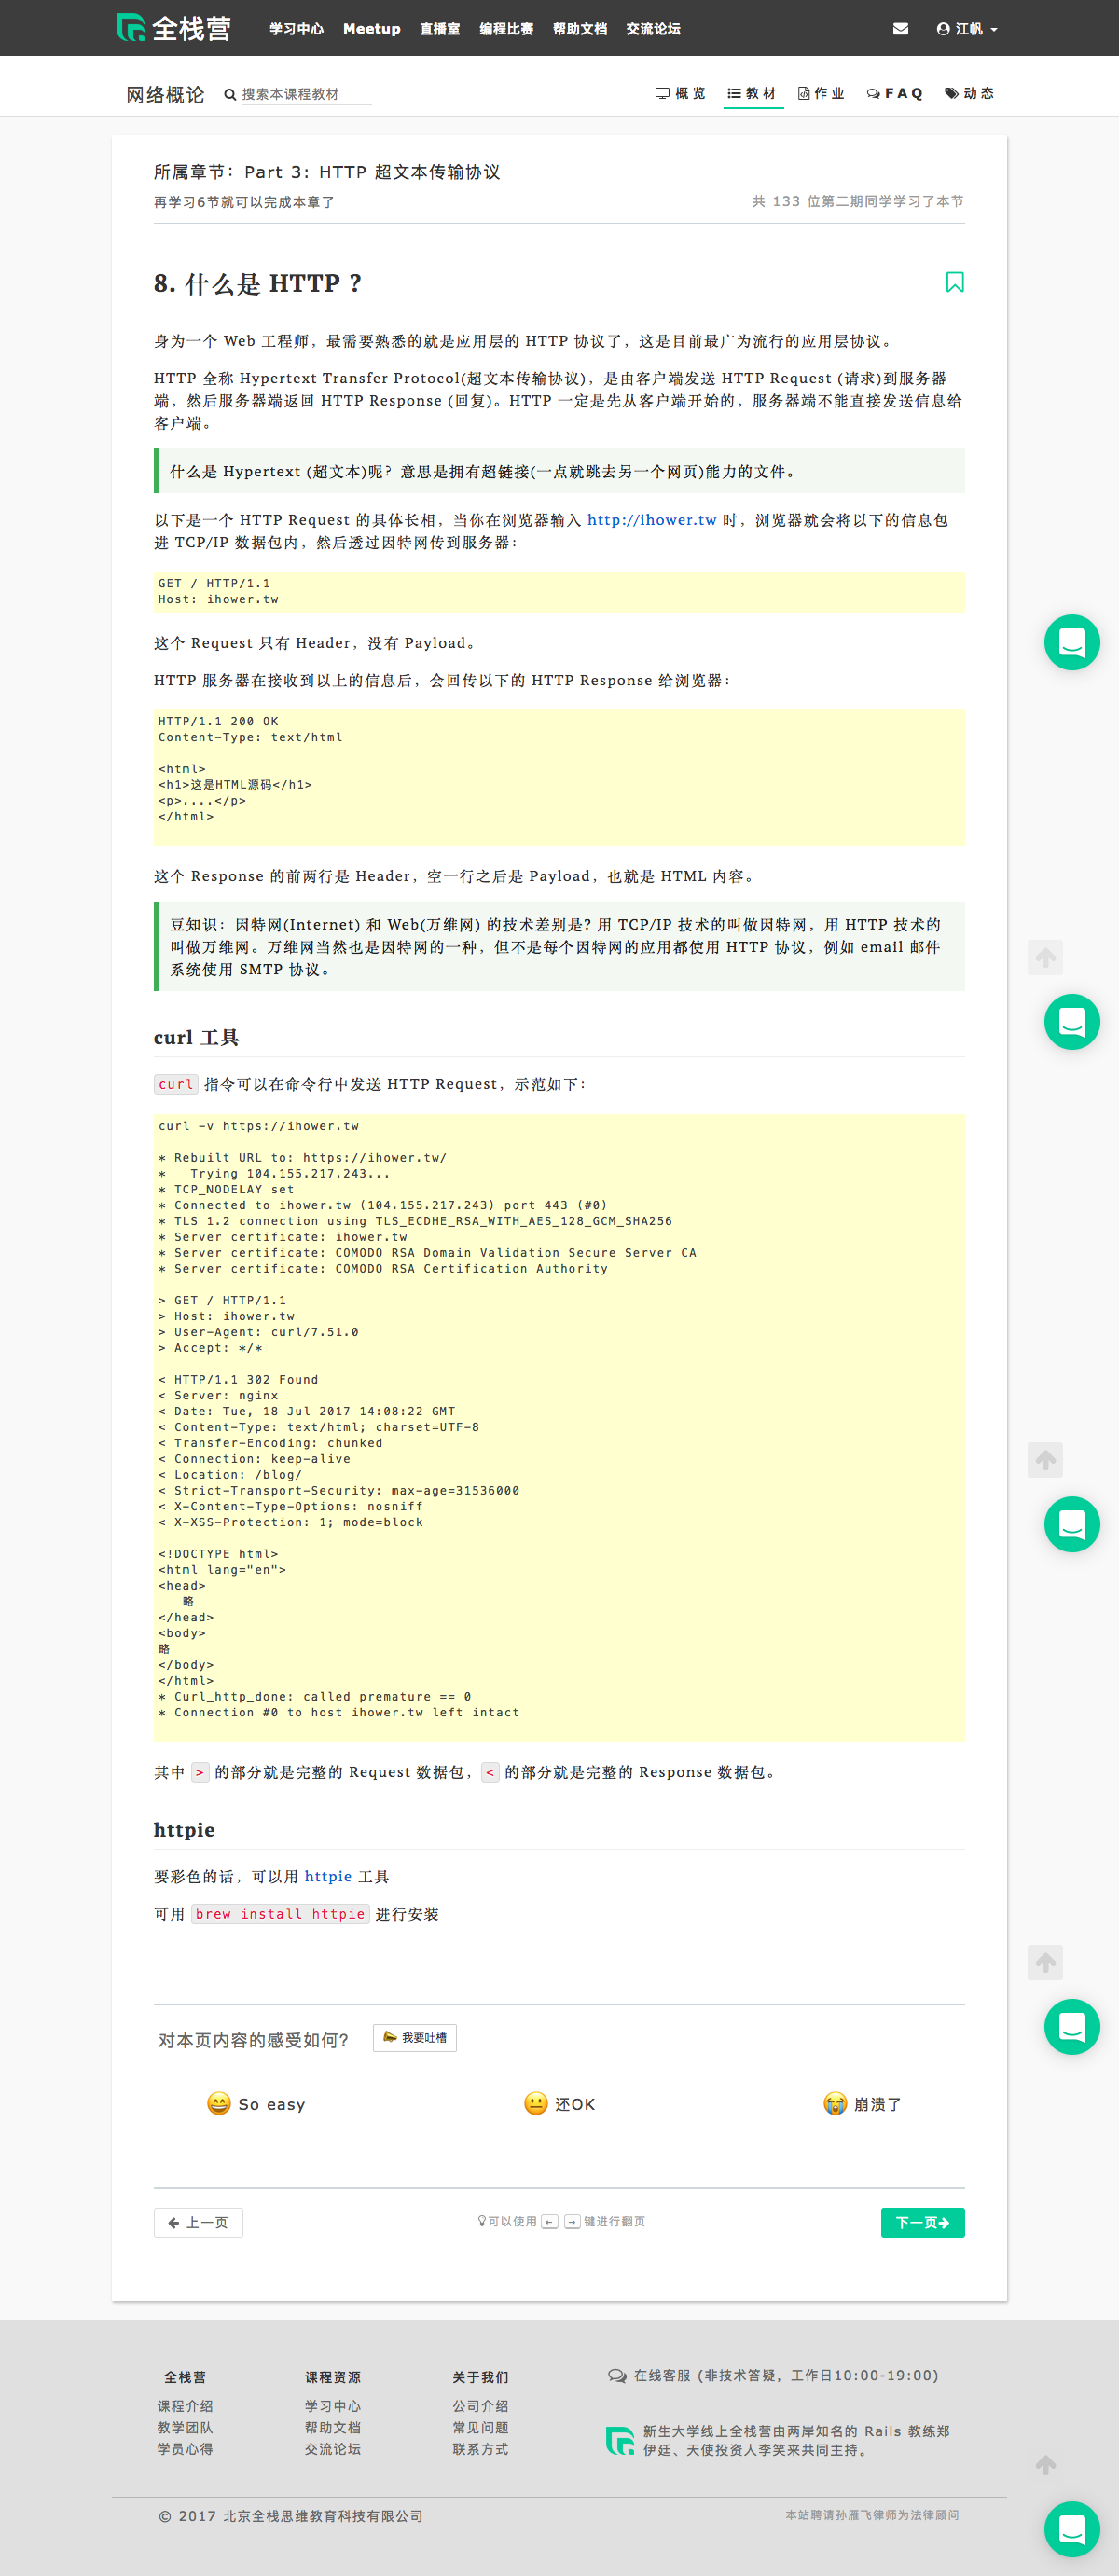 全栈营
学习中心 Meetup 直播室 编程比赛 帮助文档 交流论坛 江帆
网络概论 搜索本课程教材 概览 教材 作业 FAQ 动态
所属章节：Part 3: HTTP 超文本传输协议
再学习6节就可以完成本章了 共 133 位第二期同学学习了本节
8. 什么是 HTTP ?
身为一个 Web 工程师，最需要熟悉的就是应用层的 HTTP 协议了，这是目前最广为流行的应用层协议。
HTTP 全称 Hypertext Transfer Protocol(超文本传输协议)，是由客户端发送 HTTP Request (请求)到服务器
端，然后服务器端返回 HTTP Response (回复)。HTTP 一定是先从客户端开始的，服务器端不能直接发送信息给
客户端。
什么是 Hypertext (超文本)呢？意思是拥有超链接(一点就跳去另一个网页)能力的文件。
以下是一个 HTTP Request 的具体长相，当你在浏览器输入 http://ihower.tw 时，浏览器就会将以下的信息包
进 TCP/IP 数据包内，然后透过因特网传到服务器：
GET / HTTP/1.1
Host: ihower.tw
这个 Request 只有 Header，没有 Payload。
HTTP 服务器在接收到以上的信息后，会回传以下的 HTTP Response 给浏览器：
HTTP/1.1 200 OK
Content-Type: text/html
<html>
<h1>这是HTML源码</h1>
<p>....</p>
</html>
这个 Response 的前两行是 Header，空一行之后是 Payload，也就是 HTML 内容。
豆知识：因特网(Internet) 和 Web(万维网) 的技术差别是? 用 TCP/IP 技术的叫做因特网，用 HTTP 技术的
叫做万维网。万维网当然也是因特网的一种，但不是每个因特网的应用都使用 HTTP 协议，例如 email 邮件
系统使用 SMTP 协议。
curl 工具
curl 指令可以在命令行中发送 HTTP Request，示范如下：
curl -v https://ihower.tw
* Rebuilt URL to: https://ihower.tw/
*   Trying 104.155.217.243...
* TCP_NODELAY set
* Connected to ihower.tw (104.155.217.243) port 443 (#0)
* TLS 1.2 connection using TLS_ECDHE_RSA_WITH_AES_128_GCM_SHA256
* Server certificate: ihower.tw
* Server certificate: COMODO RSA Domain Validation Secure Server CA
* Server certificate: COMODO RSA Certification Authority
> GET / HTTP/1.1
> Host: ihower.tw
> User-Agent: curl/7.51.0
> Accept: */*
< HTTP/1.1 302 Found
< Server: nginx
< Date: Tue, 18 Jul 2017 14:08:22 GMT
< Content-Type: text/html; charset=UTF-8
< Transfer-Encoding: chunked
< Connection: keep-alive
< Location: /blog/
< Strict-Transport-Security: max-age=31536000
< X-Content-Type-Options: nosniff
< X-XSS-Protection: 1; mode=block
<!DOCTYPE html>
<html lang="en">
<head>
   略
</head>
<body>
略
</body>
</html>
* Curl_http_done: called premature == 0
* Connection #0 to host ihower.tw left intact
其中 > 的部分就是完整的 Request 数据包，< 的部分就是完整的 Response 数据包。
httpie
要彩色的话，可以用 httpie 工具
可用 brew install httpie 进行安装
对本页内容的感受如何？ 我要吐槽
So easy 还OK 崩溃了
← 上一页 可以使用 ← → 键进行翻页 下一页→
全栈营 课程资源 关于我们 在线客服 (非技术答疑，工作日10:00-19:00)
课程介绍 学习中心 公司介绍
教学团队 帮助文档 常见问题
学员心得 交流论坛 联系方式
新生大学线上全栈营由两岸知名的 Rails 教练郑
伊廷、天使投资人李笑来共同主持。
© 2017 北京全栈思维教育科技有限公司 本站聘请孙雁飞律师为法律顾问